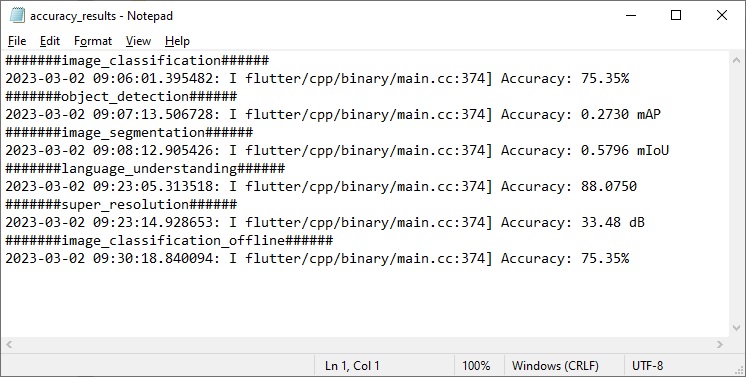 accuracy_results - Notepad
File Edit Format View Help
#######image_classification######
2023-03-02 09:06:01.395482: I flutter/cpp/binary/main.cc:374] Accuracy: 75.35%
#######object_detection######
2023-03-02 09:07:13.506728: I flutter/cpp/binary/main.cc:374] Accuracy: 0.2730 mAP
#######image_segmentation######
2023-03-02 09:08:12.905426: I flutter/cpp/binary/main.cc:374] Accuracy: 0.5796 mIoU
#######language_understanding######
2023-03-02 09:23:05.313518: I flutter/cpp/binary/main.cc:374] Accuracy: 88.0750
#######super_resolution######
2023-03-02 09:23:14.928653: I flutter/cpp/binary/main.cc:374] Accuracy: 33.48 dB
#######image_classification_offline######
2023-03-02 09:30:18.840094: I flutter/cpp/binary/main.cc:374] Accuracy: 75.35%
Ln 1, Col 1 100% Windows (CRLF) UTF-8